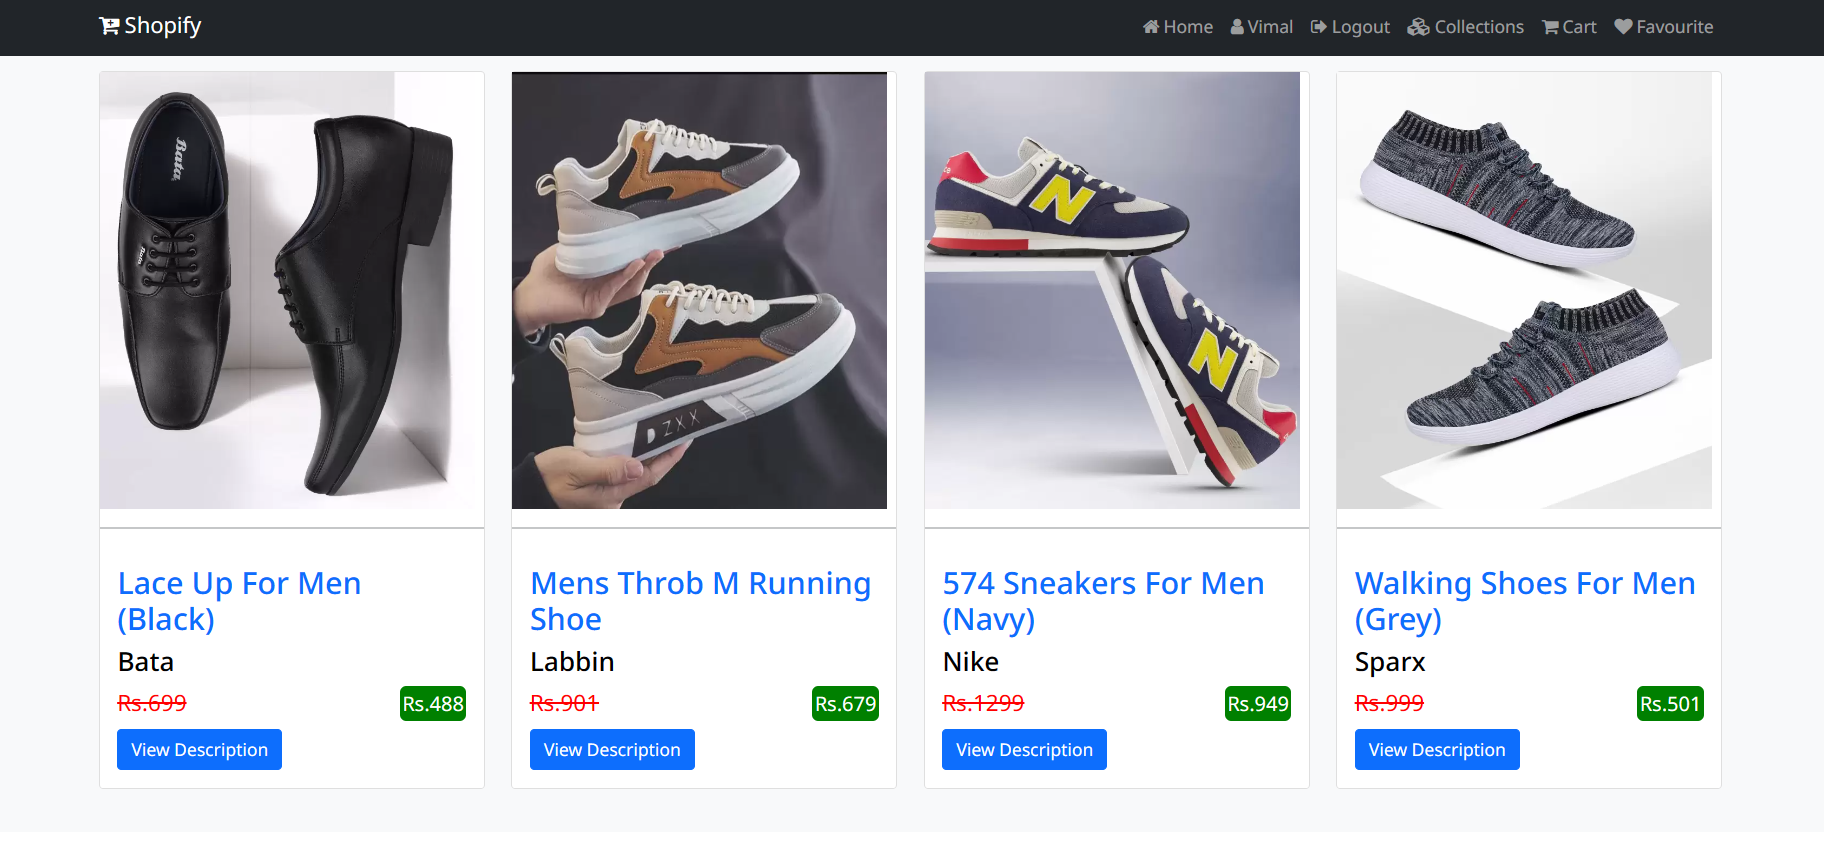 Shopify
Home Vimal Logout Collections Cart Favourite
Bata
Bata
DZXX
N
N
Lace Up For Men
(Black)
Bata
Rs.699 Rs.488
View Description
Mens Throb M Running
Shoe
Labbin
Rs.901 Rs.679
View Description
574 Sneakers For Men
(Navy)
Nike
Rs.1299 Rs.949
View Description
Walking Shoes For Men
(Grey)
Sparx
Rs.999 Rs.501
View Description